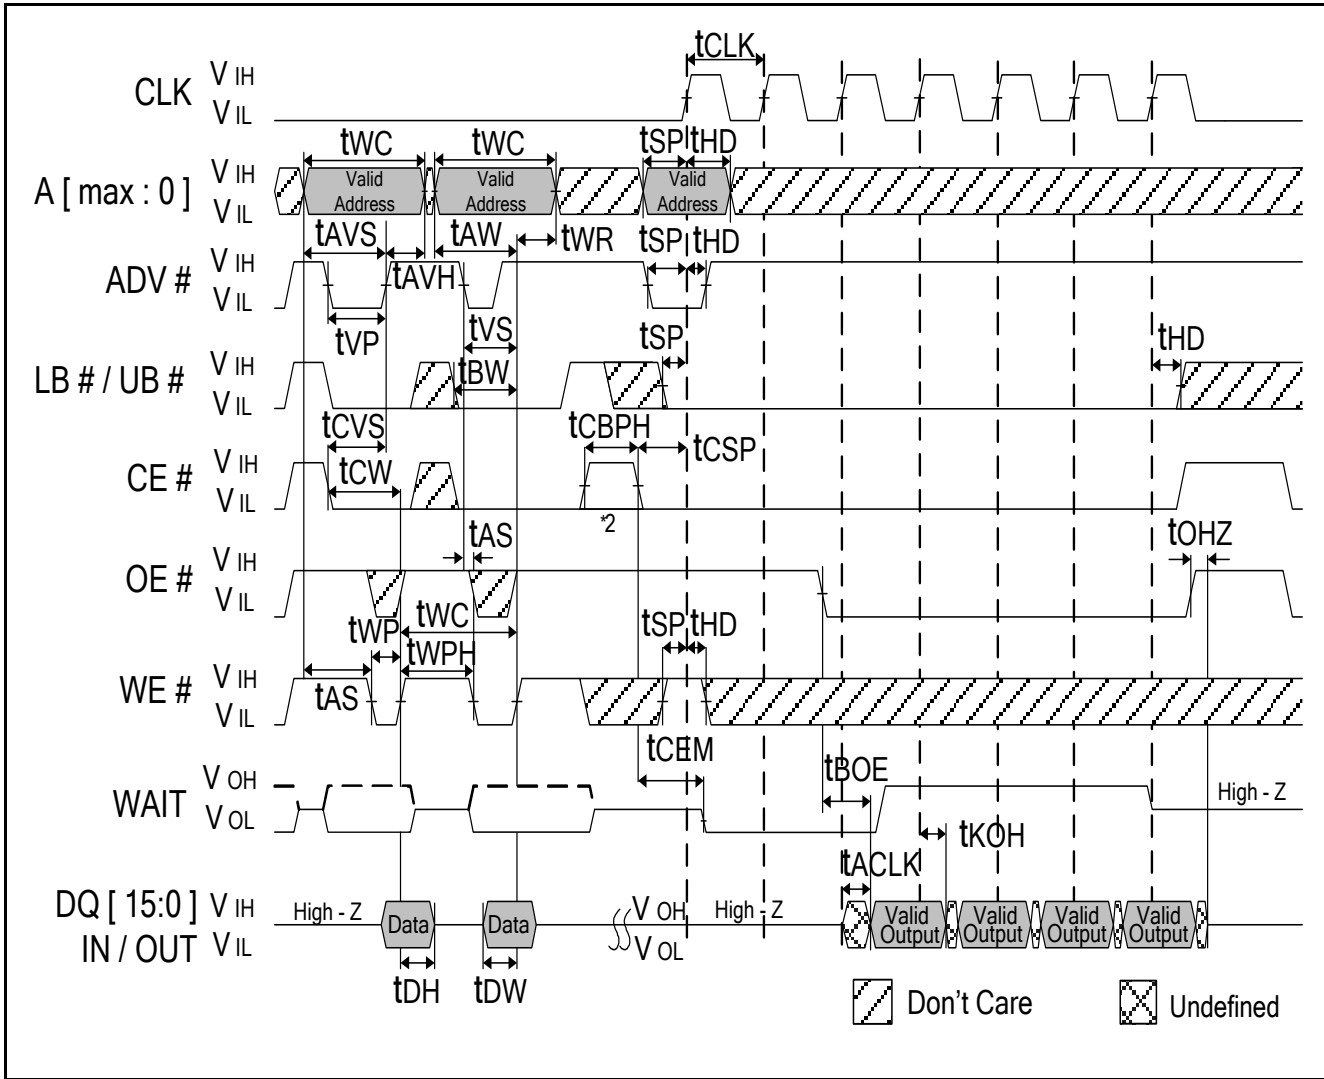 tCLK
CLK V IH
V IL
tWC tWC tSP tHD
A [ max : 0 ] V IH
V IL
Valid Address Valid Address Valid Address
tAVS tAW tWR tSP tHD
ADV # V IH
V IL
tAVH
tVP tVS tSP tHD
LB # / UB # V IH
V IL
tBW
tCVS tCBPH tCSP
CE # V IH
V IL
tCW
*2
tAS tOHZ
OE # V IH
V IL
tWP tWC tSP tHD
tWPH
WE # V IH
V IL
tAS
tCEM tBOE
WAIT V OH
V OL
High - Z
tKOH
tACLK
DQ [ 15:0 ] V IH
IN / OUT V IL
High - Z Data Data V OH High - Z
V OL
Valid Output Valid Output Valid Output Valid Output
tDH tDW
Don't Care Undefined